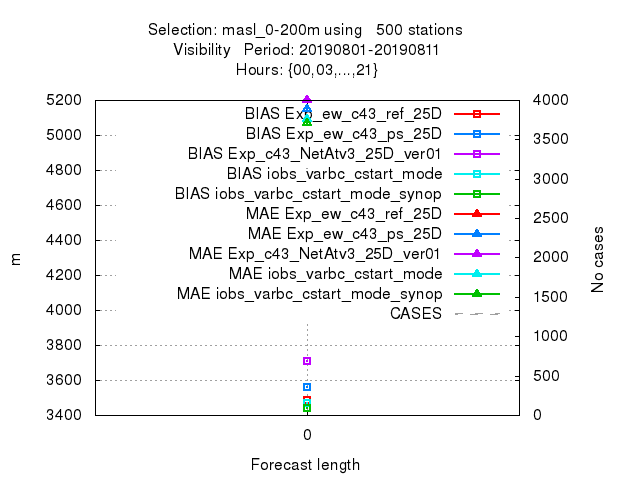 Selection: masl_0-200m using   500 stations
Visibility   Period: 20190801-20190811
Hours: {00,03,...,21}
5200
5000
4800
4600
4400
4200
4000
3800
3600
3400
m
BIAS Exp_ew_c43_ref_25D
BIAS Exp_ew_c43_ps_25D
BIAS Exp_c43_NetAtv3_25D_ver01
BIAS iobs_varbc_cstart_mode
BIAS iobs_varbc_cstart_mode_synop
MAE Exp_ew_c43_ref_25D
MAE Exp_ew_c43_ps_25D
MAE Exp_c43_NetAtv3_25D_ver01
MAE iobs_varbc_cstart_mode
MAE iobs_varbc_cstart_mode_synop
CASES
4000
3500
3000
2500
2000
1500
1000
500
0
No cases
0
Forecast length